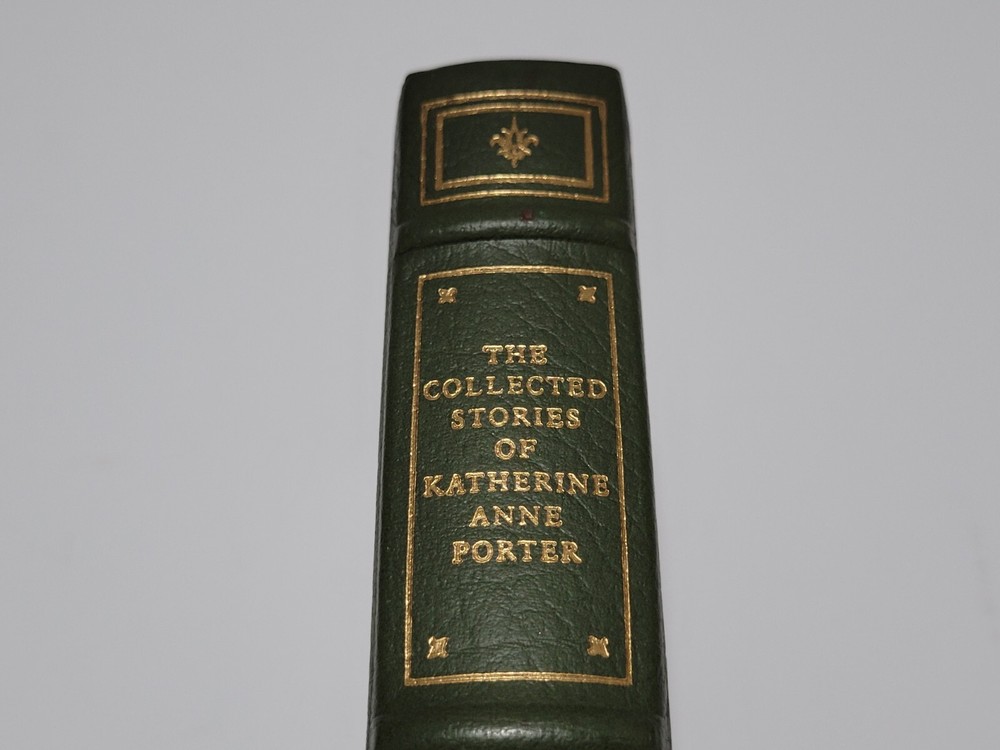 THE
COLLECTED
STORIES
OF
KATHERINE
ANNE
PORTER